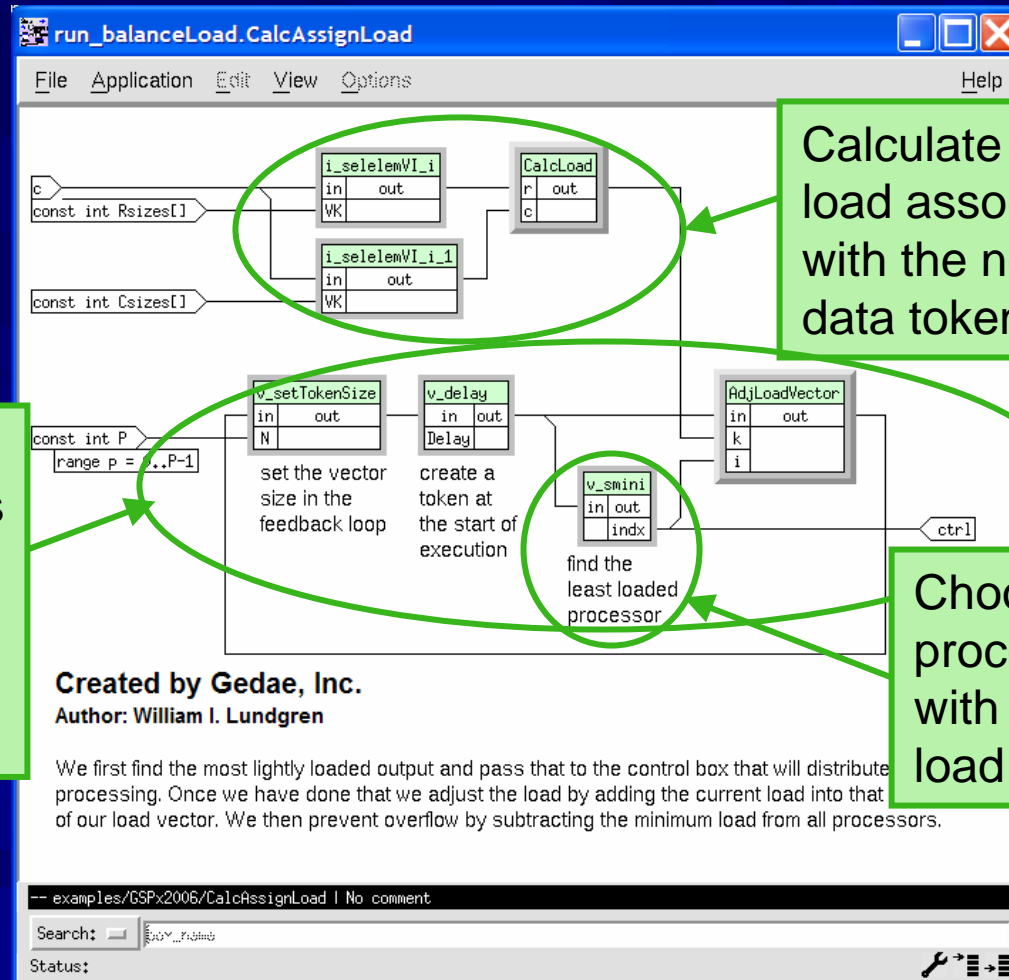 run_balanceLoad.CalcAssignLoad
File Application Edit View Options Help
c
const int Rsizes[]
const int Csizes[]
i_selelemVI_i
in out
VK
i_selelemVI_i_1
in out
VK
CalcLoad
r out
c
Calculate
load asso
with the n
data token
const int P
range p = 0..P-1
s
v_setTokenSize
in out
N
set the vector
size in the
feedback loop
v_delay
in out
Delay
create a
token at
the start of
execution
v_smini
in out
indx
find the
least loaded
processor
AdjLoadVector
in out
k
i
ctrl
Choo
proc
with
load
Created by Gedae, Inc.
Author: William I. Lundgren
We first find the most lightly loaded output and pass that to the control box that will distribute
processing. Once we have done that we adjust the load by adding the current load into that
of our load vector. We then prevent overflow by subtracting the minimum load from all processors.
-- examples/GSPx2006/CalcAssignLoad | No comment
Search: box_name
Status: